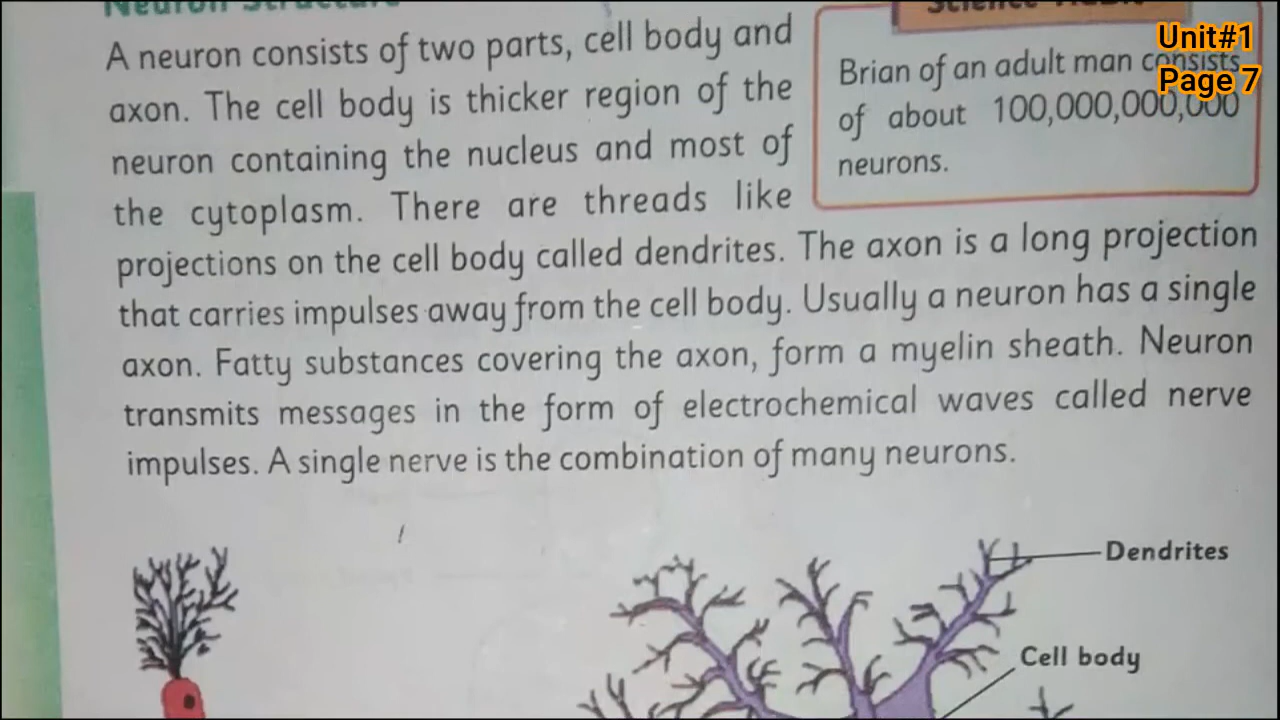 Neuron Structure
A neuron consists of two parts, cell body and
axon. The cell body is thicker region of the
neuron containing the nucleus and most of
the cytoplasm. There are threads like
projections on the cell body called dendrites. The axon is a long projection
that carries impulses away from the cell body. Usually a neuron has a single
axon. Fatty substances covering the axon, form a myelin sheath. Neuron
transmits messages in the form of electrochemical waves called nerve
impulses. A single nerve is the combination of many neurons.
Science
Brian of an adult man consists
of about 100,000,000,000
neurons.
Unit#1
Page 7
Dendrites
Cell body